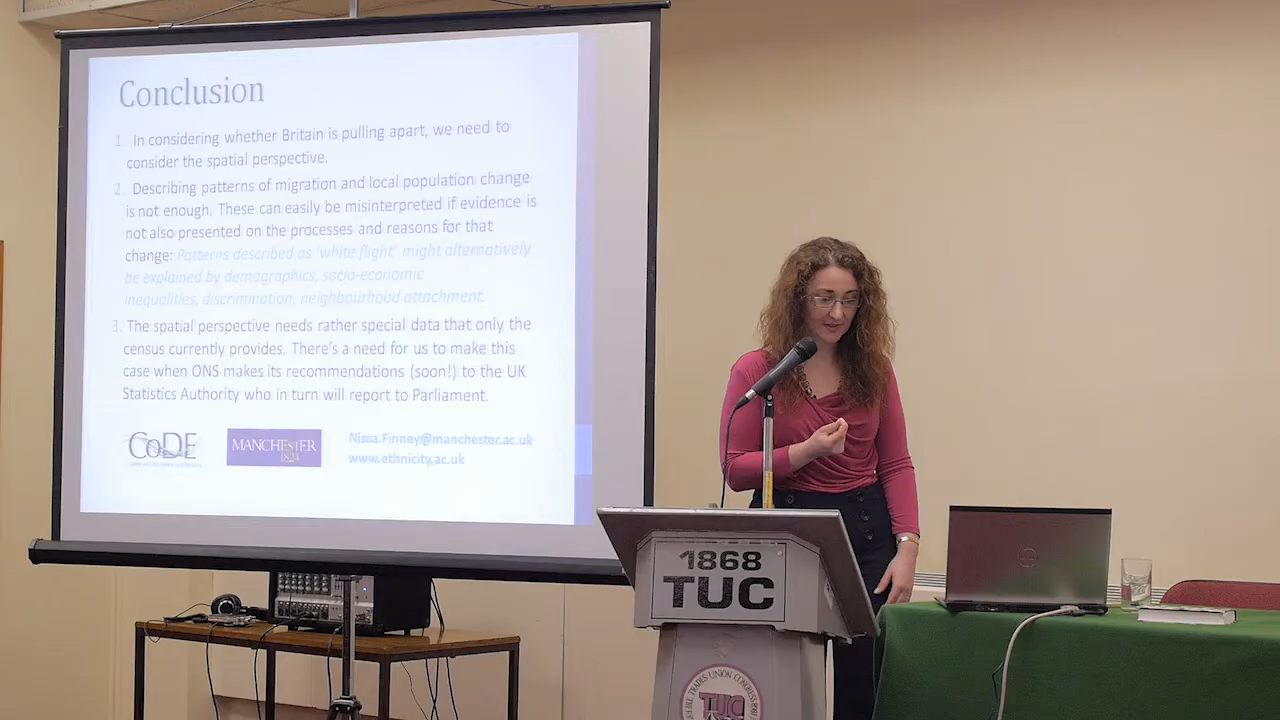 Conclusion
1. In considering whether Britain is pulling apart, we need to
consider the spatial perspective.
2. Describing patterns of migration and local population change
is not enough. These can easily be misinterpreted if evidence is
not also presented on the processes and reasons for that
change: Patterns described as 'white flight' might alternatively
be explained by demographics, socio-economic
inequalities, discrimination, neighbourhood attachment.
3. The spatial perspective needs rather special data that only the
census currently provides. There's a need for us to make this
case when ONS makes its recommendations (soon!) to the UK
Statistics Authority who in turn will report to Parliament.
CoDE
MANCHESTER
1824
Nissa.Finney@manchester.ac.uk
www.ethnicity.ac.uk
1868
TUC
TRADES UNION CONGRESS
TUC